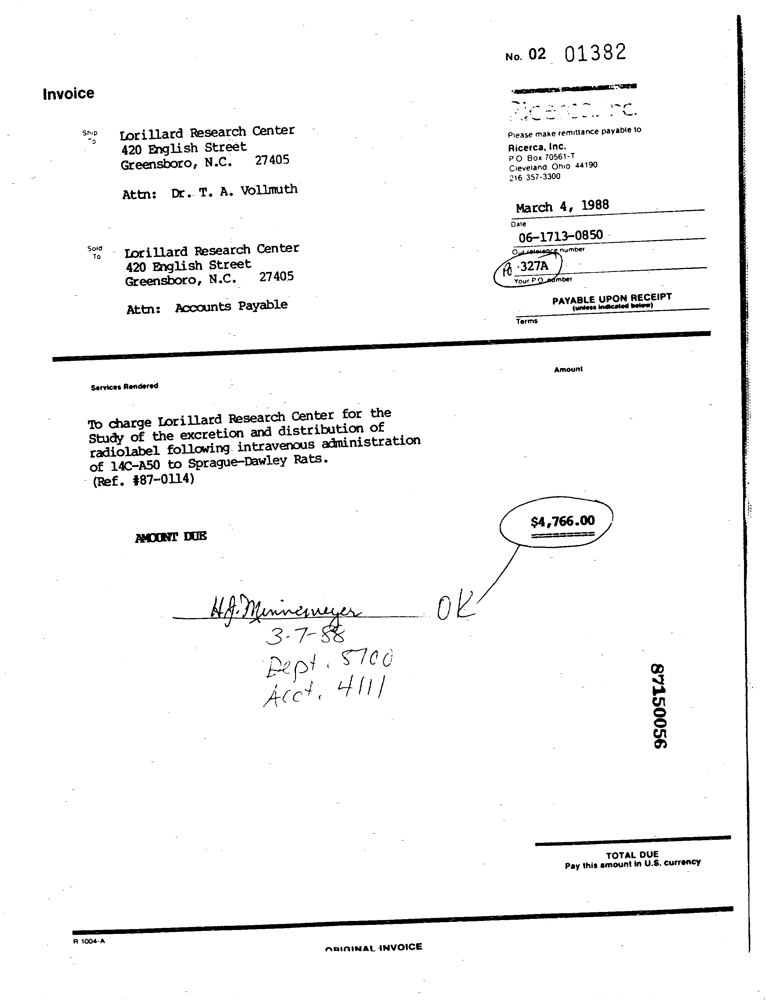 No. 02 01382
Invoice
Ricerca, Inc.
Please make remittance payable to
Ricerca, Inc.
P O Box 70561-T
Cleveland Ohio 44190
216 357-3300
Ship To
Lorillard Research Center
420 English Street
Greensboro, N.C. 27405
Attn: Dr. T. A. Vollmuth
March 4, 1988
Date
06-1713-0850
Our reference number
327A
Your P O number
PAYABLE UPON RECEIPT
(unless indicated below)
Terms
Sold To
Lorillard Research Center
420 English Street
Greensboro, N.C. 27405
Attn: Accounts Payable
Amount
Services Rendered
To charge Lorillard Research Center for the
Study of the excretion and distribution of
radiolabel following intravenous administration
of 14C-A50 to Sprague-Dawley Rats.
(Ref. #87-0114)
AMOUNT DUE
$4,766.00
H.J. Minnemeyer OK
3-7-88
Dept. 8700
Acct. 4111
87150056
TOTAL DUE
Pay this amount in U.S. currency
R 1004-A
ORIGINAL INVOICE